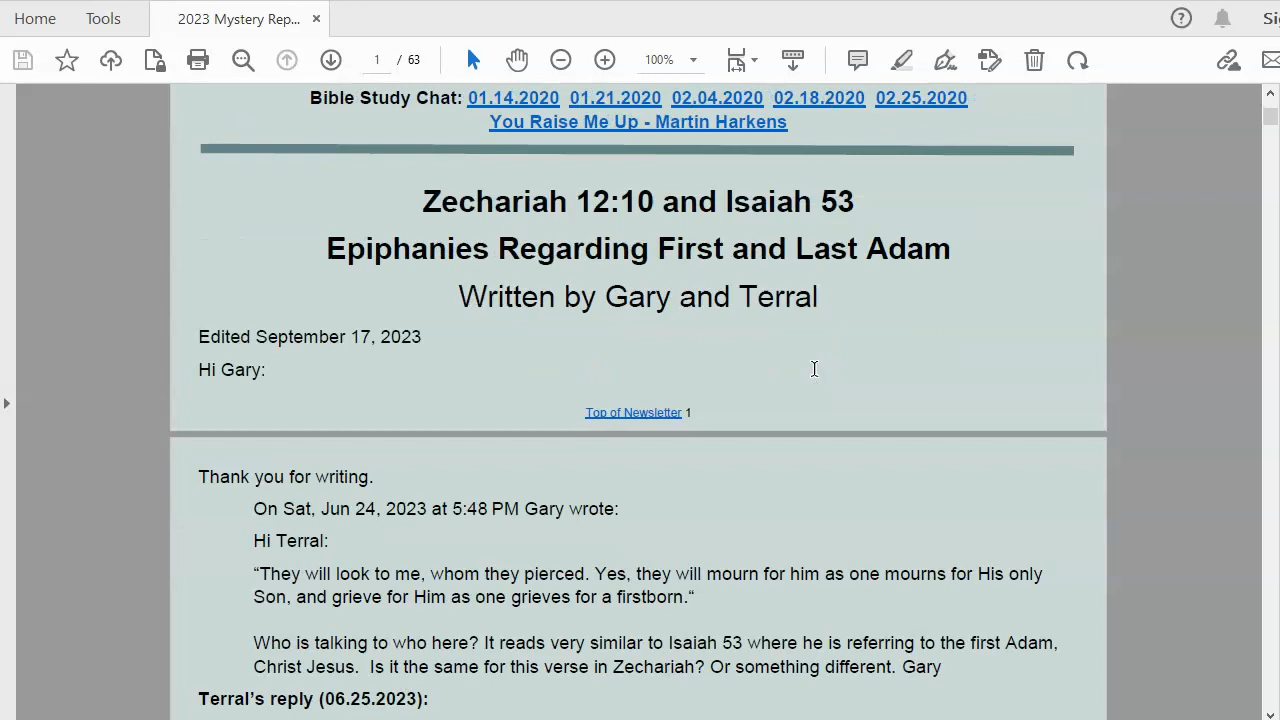 Home Tools 2023 Mystery Rep... × ?
1 / 63 100%
Bible Study Chat: 01.14.2020 01.21.2020 02.04.2020 02.18.2020 02.25.2020
You Raise Me Up - Martin Harkens
Zechariah 12:10 and Isaiah 53
Epiphanies Regarding First and Last Adam
Written by Gary and Terral
Edited September 17, 2023
Hi Gary:
Top of Newsletter 1
Thank you for writing.
On Sat, Jun 24, 2023 at 5:48 PM Gary wrote:
Hi Terral:
“They will look to me, whom they pierced. Yes, they will mourn for him as one mourns for His only
Son, and grieve for Him as one grieves for a firstborn.“
Who is talking to who here? It reads very similar to Isaiah 53 where he is referring to the first Adam,
Christ Jesus.  Is it the same for this verse in Zechariah? Or something different. Gary
Terral’s reply (06.25.2023):